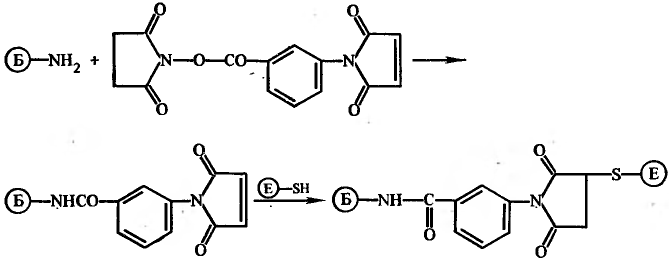 O
Б —NH₂ + N—O—CO N
O O
O
O O
Б —NHCO N
O
Е —SH
O
Б —NH—C N S— Е
O O